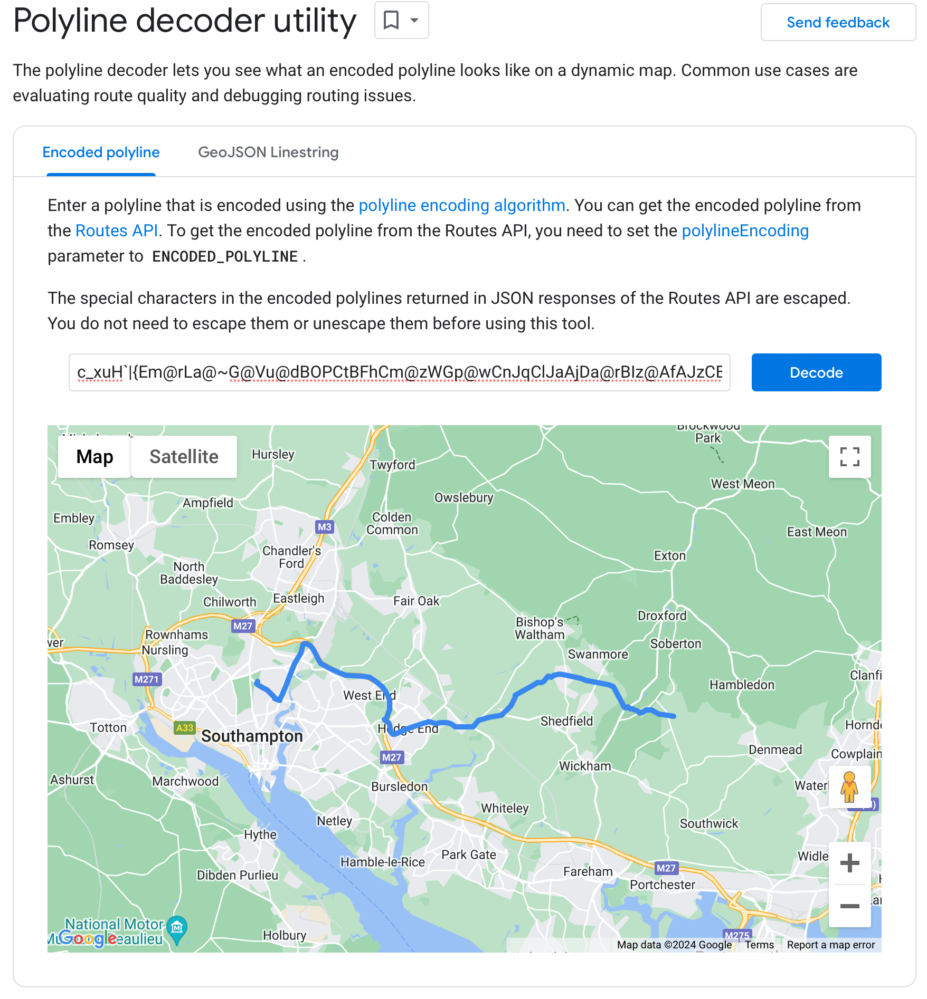 Polyline decoder utility
Send feedback
The polyline decoder lets you see what an encoded polyline looks like on a dynamic map. Common use cases are
evaluating route quality and debugging routing issues.
Encoded polyline
GeoJSON Linestring
Enter a polyline that is encoded using the polyline encoding algorithm. You can get the encoded polyline from
the Routes API. To get the encoded polyline from the Routes API, you need to set the polylineEncoding
parameter to ENCODED_POLYLINE .
The special characters in the encoded polylines returned in JSON responses of the Routes API are escaped.
You do not need to escape them or unescape them before using this tool.
c_xuH`|{Em@rLa@~G@Vu@dBOPCtBFhCm@zWGp@wCnJqClJaAjDa@rBIz@AfAJzCE
Decode
Map
Satellite
Brockwood
Park
Hursley
Twyford
West Meon
Owslebury
Ampfield
Embley
Colden
Common
M3
East Meon
Romsey
Chandler's
Ford
Exton
North
Baddesley
Chilworth
Eastleigh
Fair Oak
Droxford
Bishop's
Waltham
M27
Rownhams
Nursling
wer
Soberton
Swanmore
M271
Clanfi
Hambledon
West End
Shedfield
Totton
A33
Southampton
Hedge End
Hornde
Denmead
Cowplain
M27
Wickham
Ashurst
Marchwood
Bursledon
Water
Whiteley
Netley
Southwick
Hythe
Park Gate
Widle
Hamble-le-Rice
M27
Fareham
Dibden Purlieu
Portchester
National Motor
Google
eaulieu
Holbury
M275
Map data ©2024 Google
Terms
Report a map error